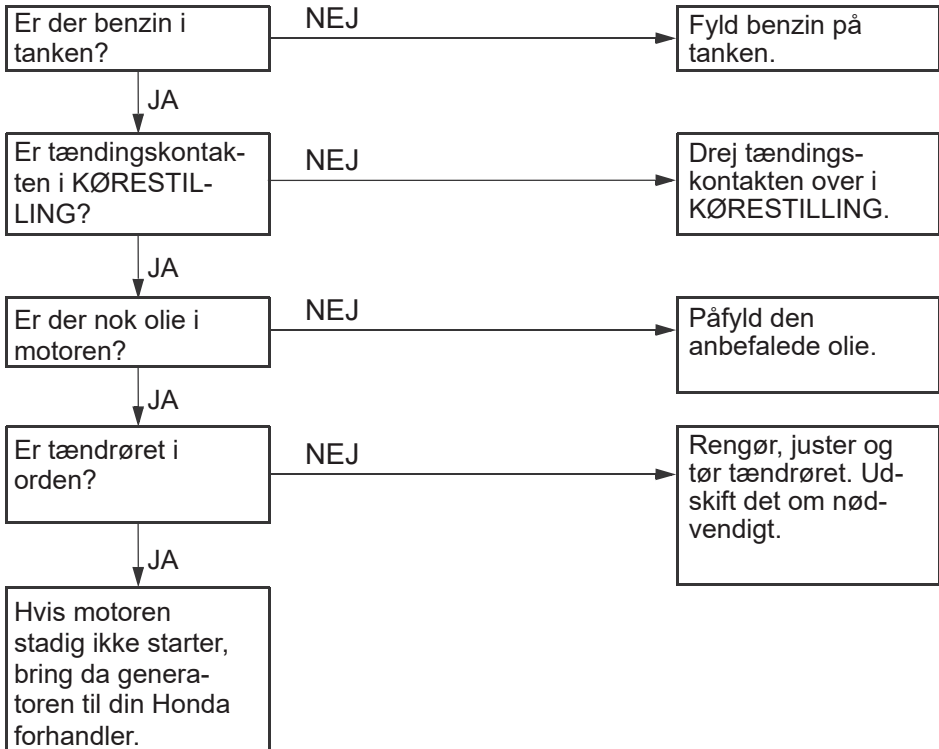 Er der benzin i
tanken?
NEJ
Fyld benzin på
tanken.
JA
Er tændingskontak-
ten i KØRESTIL-
LING?
NEJ
Drej tændings-
kontakten over i
KØRESTILLING.
JA
Er der nok olie i
motoren?
NEJ
Påfyld den
anbefalede olie.
JA
Er tændrøret i
orden?
NEJ
Rengør, juster og
tør tændrøret. Ud-
skift det om nød-
vendigt.
JA
Hvis motoren
stadig ikke starter,
bring da genera-
toren til din Honda
forhandler.